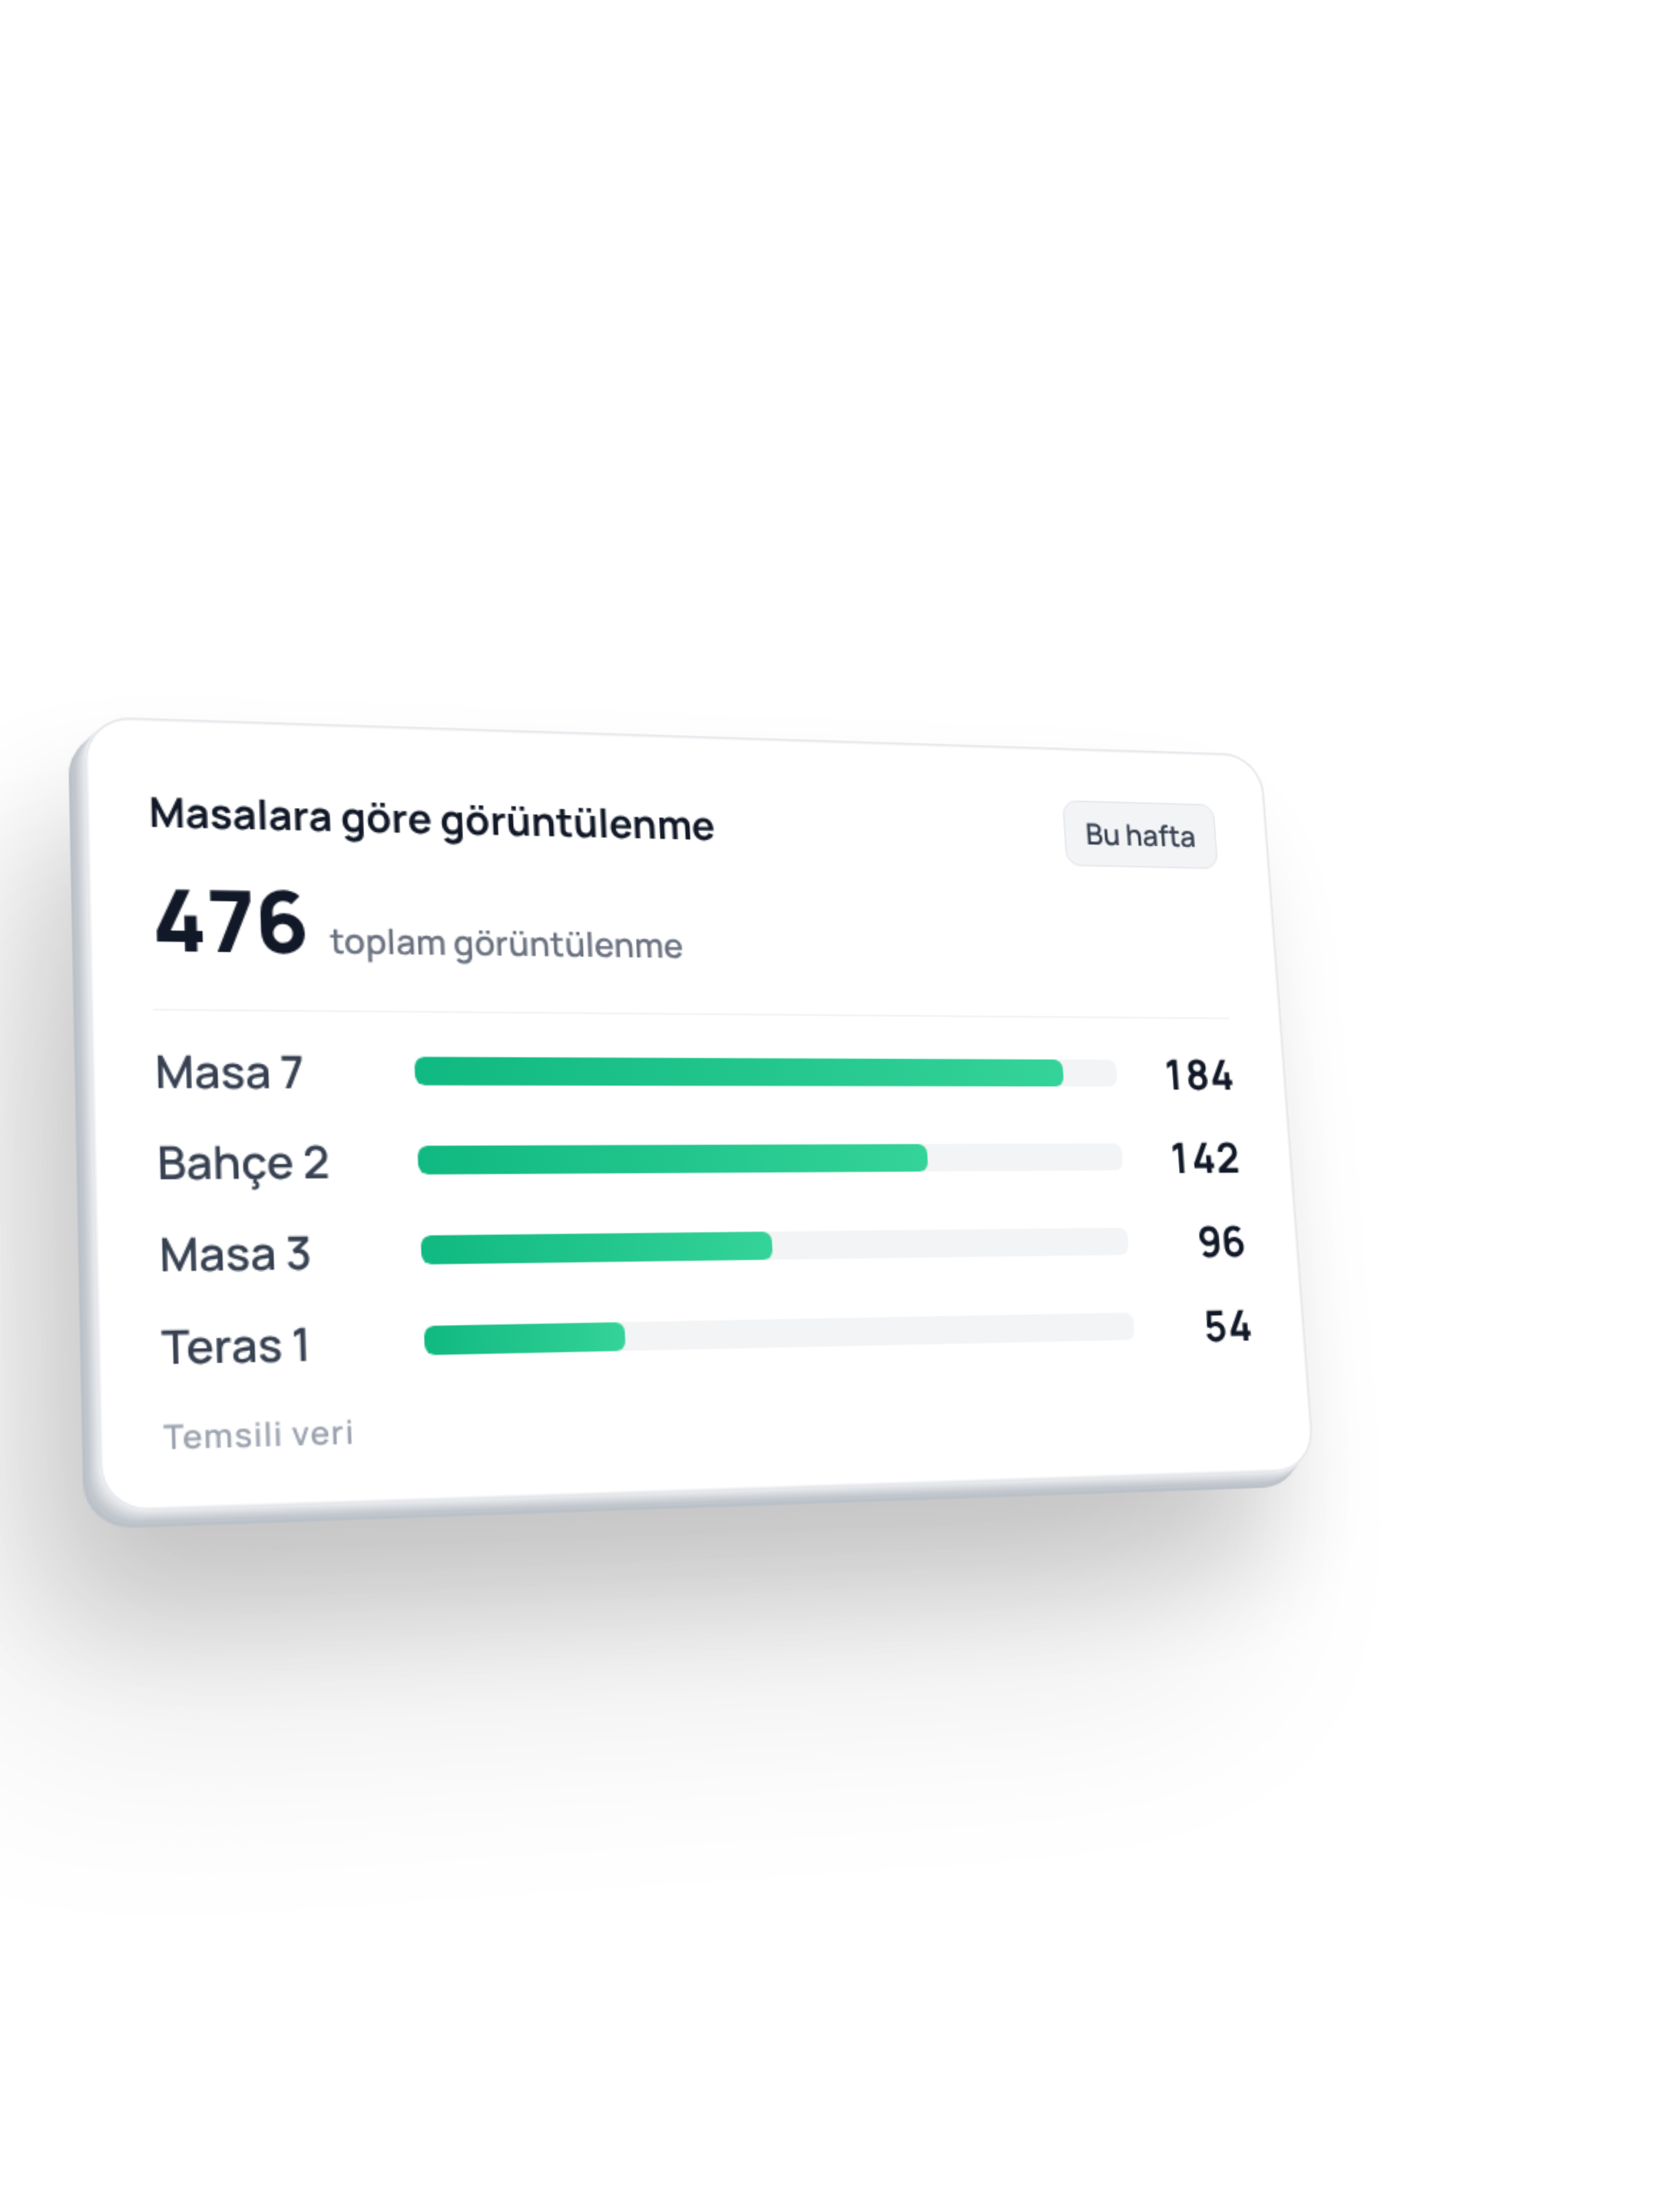 Masalara göre görüntülenme
Bu hafta
476 toplam görüntülenme
Masa 7 184
Bahçe 2 142
Masa 3 96
Teras 1 54
Temsili veri